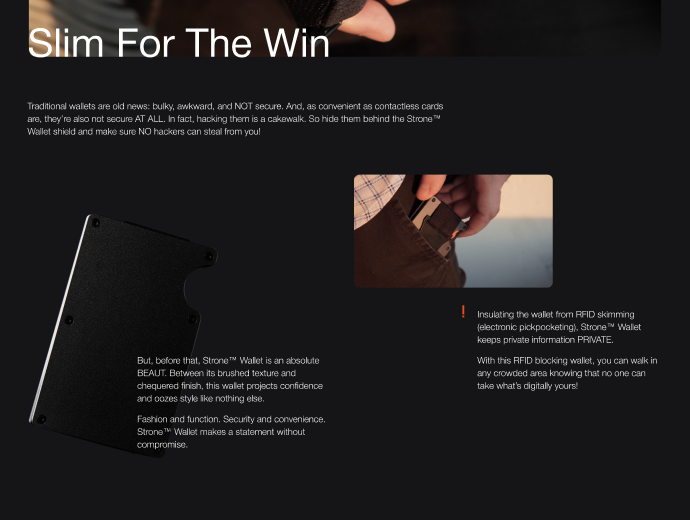 Slim For The Win
Traditional wallets are old news: bulky, awkward, and NOT secure. And, as convenient as contactless cards
are, they're also not secure AT ALL. In fact, hacking them is a cakewalk. So hide them behind the Strone™
Wallet shield and make sure NO hackers can steal from you!
Insulating the wallet from RFID skimming
(electronic pickpocketing), Strone™ Wallet
keeps private information PRIVATE.
With this RFID blocking wallet, you can walk in
any crowded area knowing that no one can
take what's digitally yours!
But, before that, Strone™ Wallet is an absolute
BEAUT. Between its brushed texture and
chequered finish, this wallet projects confidence
and oozes style like nothing else.
Fashion and function. Security and convenience.
Strone™ Wallet makes a statement without
compromise.